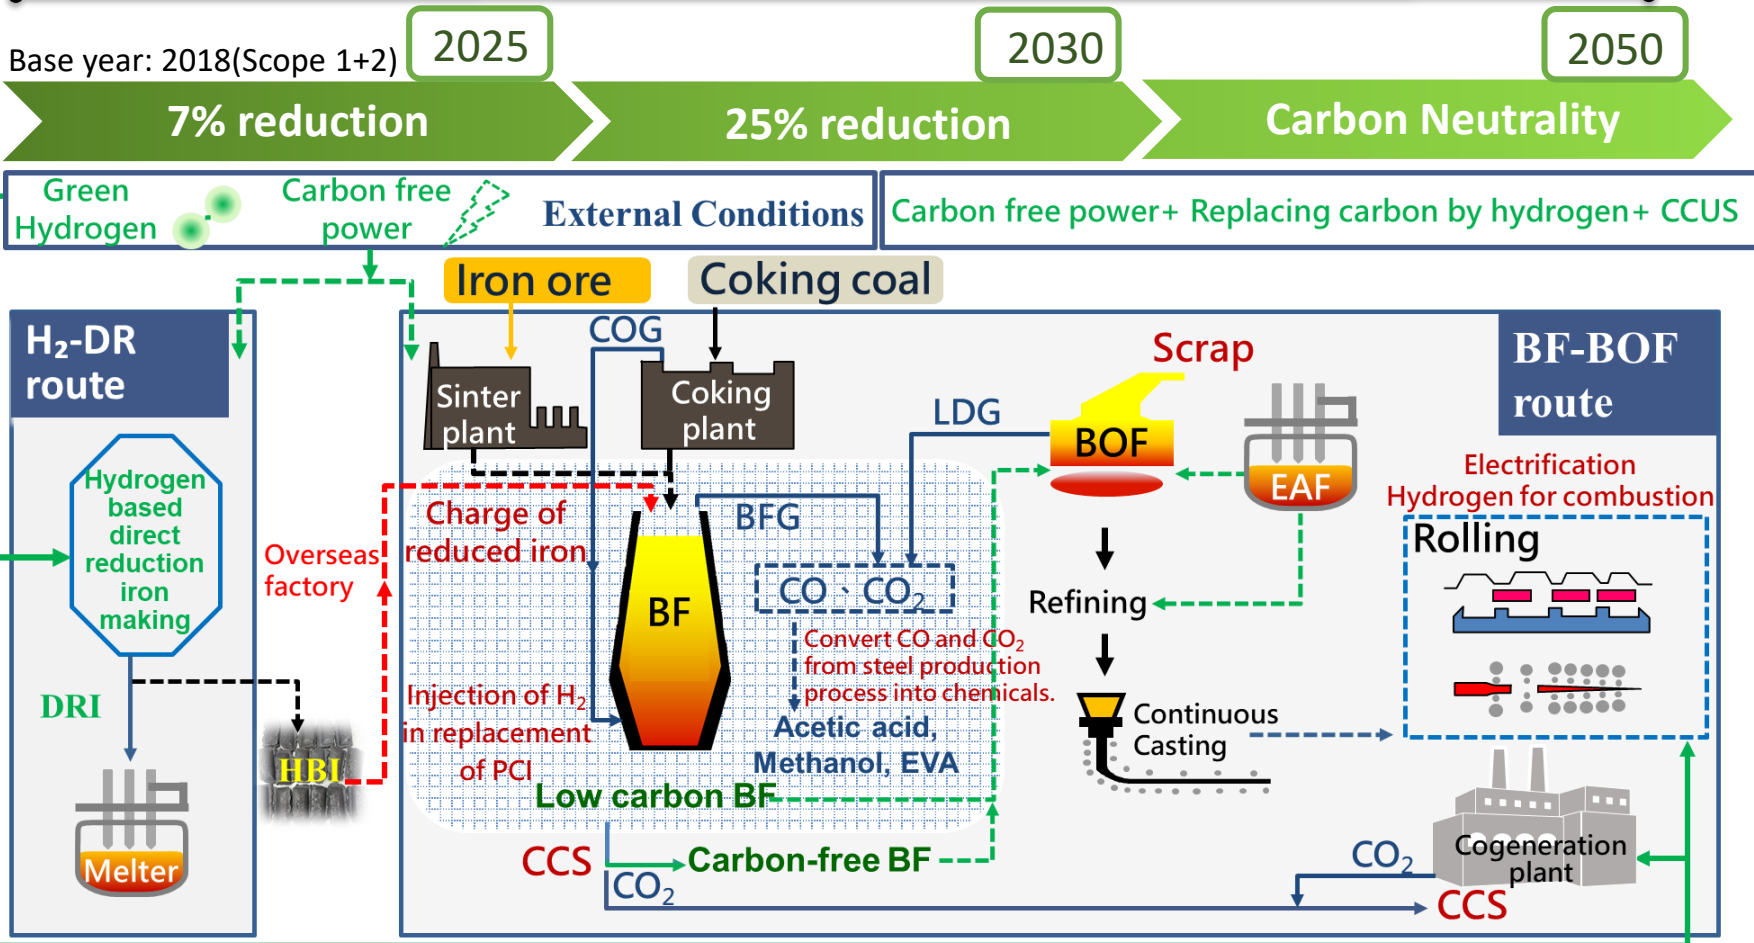 Base year: 2018(Scope 1+2)
2025
2030
2050
7% reduction
25% reduction
Carbon Neutrality
Green
Hydrogen
Carbon free
power
External Conditions
Carbon free power+ Replacing carbon by hydrogen+ CCUS
Iron ore
Coking coal
H₂-DR
route
BF-BOF
route
COG
Sinter
plant
Coking
plant
LDG
Scrap
BOF
EAF
Electrification
Hydrogen for combustion
Rolling
Hydrogen
based
direct
reduction
iron
making
Overseas
factory
Charge of
reduced iron
BFG
BF
CO、CO₂
Refining
Convert CO and CO₂
from steel production
process into chemicals.
DRI
Injection of H₂
in replacement
of PCI
Acetic acid,
Methanol, EVA
Continuous
Casting
HBI
Low carbon BF
Melter
CCS
Carbon-free BF
CO₂
CO₂
Cogeneration
plant
CCS